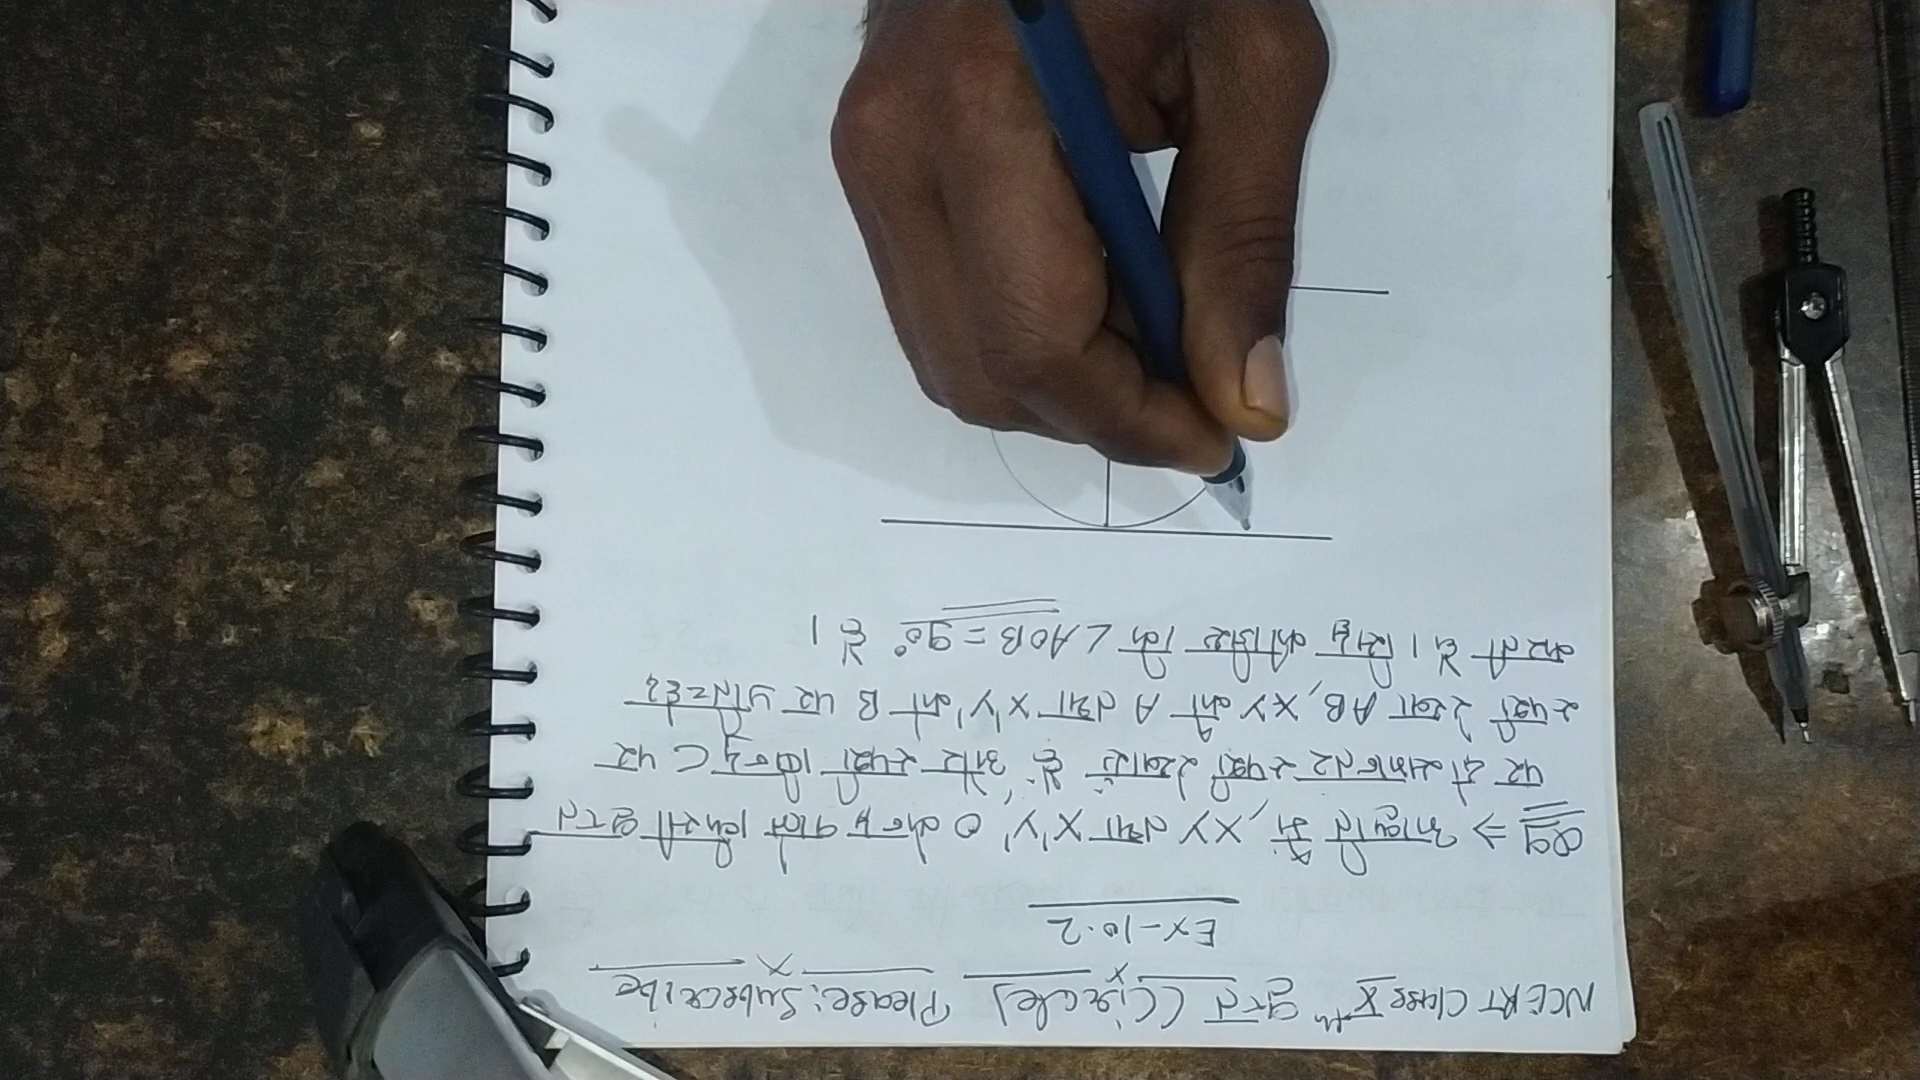 NCERT Class Xth वृत्त (Circle) Please: Subscribe
Ex-10.2
Q9 ⇒ आकृति में, XY तथा X'Y', O केन्द्र वाले किसी वृत्त
पर दो समान्तर स्पर्शी रेखाएँ हैं, और स्पर्श बिन्दु C पर
स्पर्शी रेखा AB, XY को A तथा X'Y' को B पर प्रतिच्छेद
करती है। सिद्ध कीजिए कि ∠AOB = 90° है।